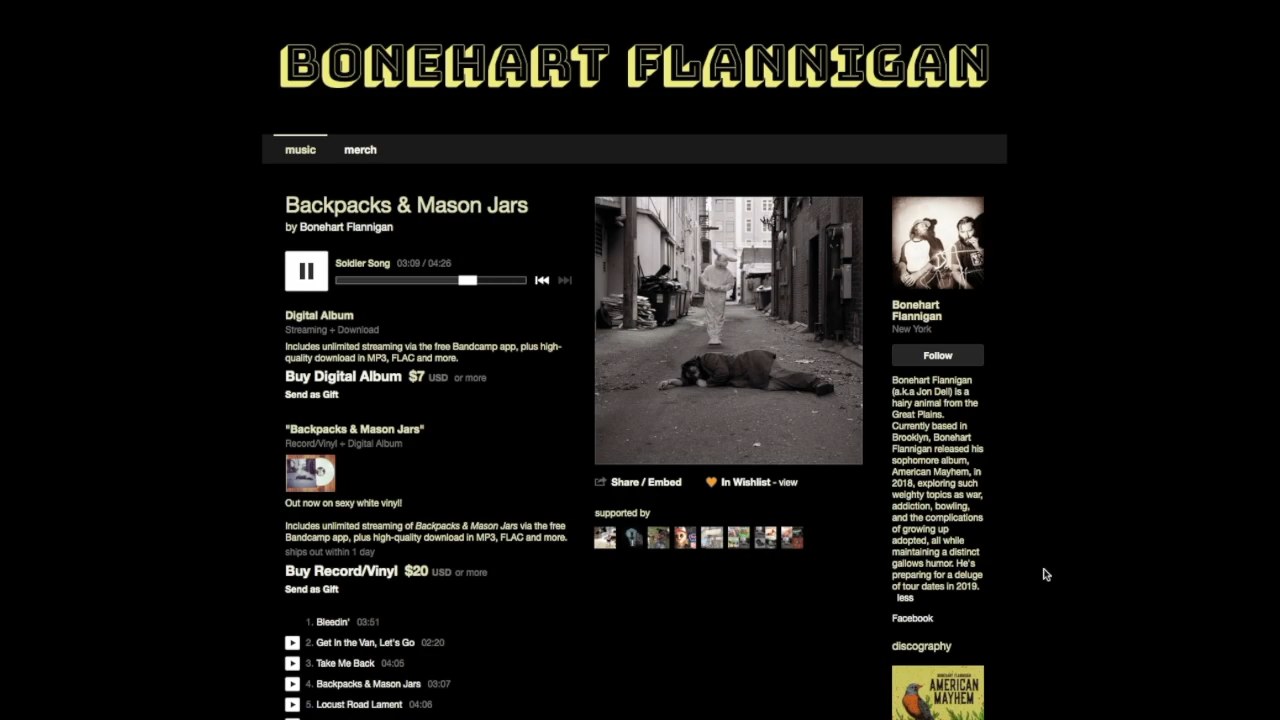 BONEHART FLANNIGAN
music merch
Backpacks & Mason Jars
by Bonehart Flannigan
Soldier Song 03:09 / 04:26
Digital Album
Streaming + Download
Includes unlimited streaming via the free Bandcamp app, plus high-
quality download in MP3, FLAC and more.
Buy Digital Album $7 USD or more
Send as Gift
"Backpacks & Mason Jars"
Record/Vinyl + Digital Album
Out now on sexy white vinyl!
Includes unlimited streaming of Backpacks & Mason Jars via the free
Bandcamp app, plus high-quality download in MP3, FLAC and more.
ships out within 1 day
Buy Record/Vinyl $20 USD or more
Send as Gift
1. Bleedin' 03:51
2. Get In the Van, Let's Go 02:20
3. Take Me Back 04:05
4. Backpacks & Mason Jars 03:07
5. Locust Road Lament 04:06
Share / Embed In Wishlist - view
supported by
Bonehart
Flannigan
New York
Follow
Bonehart Flannigan
(a.k.a Jon Dell) is a
hairy animal from the
Great Plains.
Currently based in
Brooklyn, Bonehart
Flannigan released his
sophomore album,
American Mayhem, in
2018, exploring such
weighty topics as war,
addiction, bowling,
and the complications
of growing up
adopted, all while
maintaining a distinct
gallows humor. He's
preparing for a deluge
of tour dates in 2019.
less
Facebook
discography
BONEHART FLANNIGAN
AMERICAN
MAYHEM